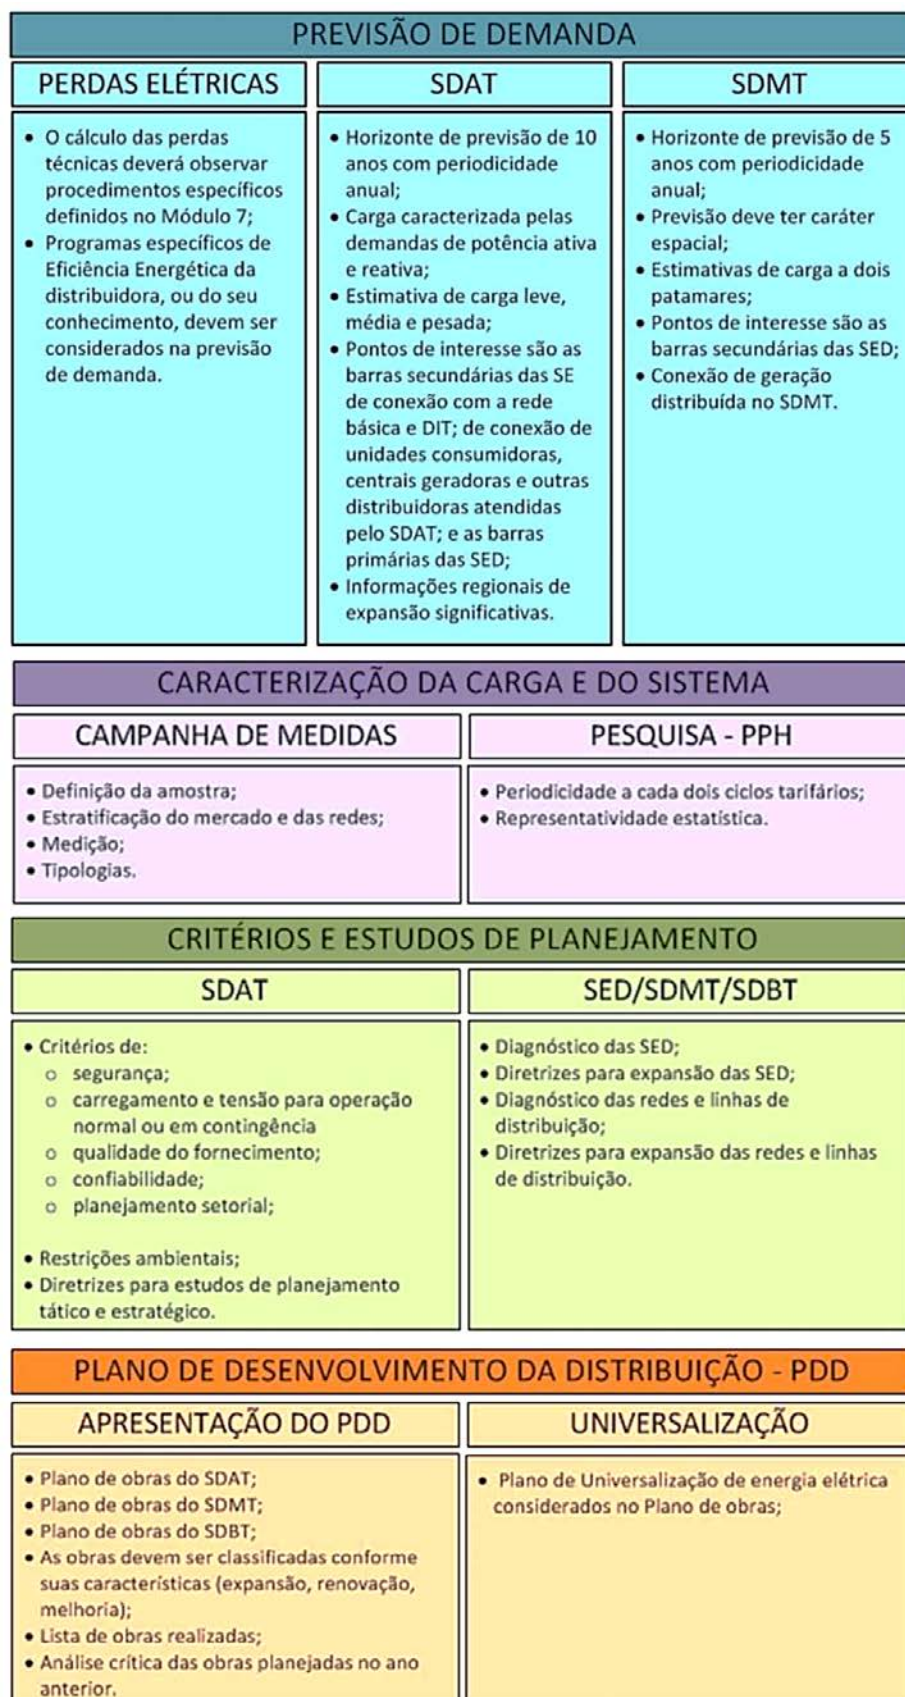 PREVISÃO DE DEMANDA
PERDAS ELÉTRICAS
• O cálculo das perdas
técnicas deverá observar
procedimentos específicos
definidos no Módulo 7;
• Programas específicos de
Eficiência Energética da
distribuidora, ou do seu
conhecimento, devem ser
considerados na previsão
de demanda.
SDAT
• Horizonte de previsão de 10
anos com periodicidade
anual;
• Carga caracterizada pelas
demandas de potência ativa
e reativa;
• Estimativa de carga leve,
média e pesada;
• Pontos de interesse são as
barras secundárias das SE
de conexão com a rede
básica e DIT; de conexão de
unidades consumidoras,
centrais geradoras e outras
distribuidoras atendidas
pelo SDAT; e as barras
primárias das SED;
• Informações regionais de
expansão significativas.
SDMT
• Horizonte de previsão de 5
anos com periodicidade
anual;
• Previsão deve ter caráter
espacial;
• Estimativas de carga a dois
patamares;
• Pontos de interesse são as
barras secundárias das SED;
• Conexão de geração
distribuída no SDMT.
CARACTERIZAÇÃO DA CARGA E DO SISTEMA
CAMPANHA DE MEDIDAS
• Definição da amostra;
• Estratificação do mercado e das redes;
• Medição;
• Tipologias.
PESQUISA - PPH
• Periodicidade a cada dois ciclos tarifários;
• Representatividade estatística.
CRITÉRIOS E ESTUDOS DE PLANEJAMENTO
SDAT
• Critérios de:
o segurança;
o carregamento e tensão para operação
normal ou em contingência
o qualidade do fornecimento;
o confiabilidade;
o planejamento setorial;
• Restrições ambientais;
• Diretrizes para estudos de planejamento
tático e estratégico.
SED/SDMT/SDBT
• Diagnóstico das SED;
• Diretrizes para expansão das SED;
• Diagnóstico das redes e linhas de
distribuição;
• Diretrizes para expansão das redes e linhas
de distribuição.
PLANO DE DESENVOLVIMENTO DA DISTRIBUIÇÃO - PDD
APRESENTAÇÃO DO PDD
• Plano de obras do SDAT;
• Plano de obras do SDMT;
• Plano de obras do SDBT;
• As obras devem ser classificadas conforme
suas características (expansão, renovação,
melhoria);
• Lista de obras realizadas;
• Análise crítica das obras planejadas no ano
anterior.
UNIVERSALIZAÇÃO
• Plano de Universalização de energia elétrica
considerados no Plano de obras;